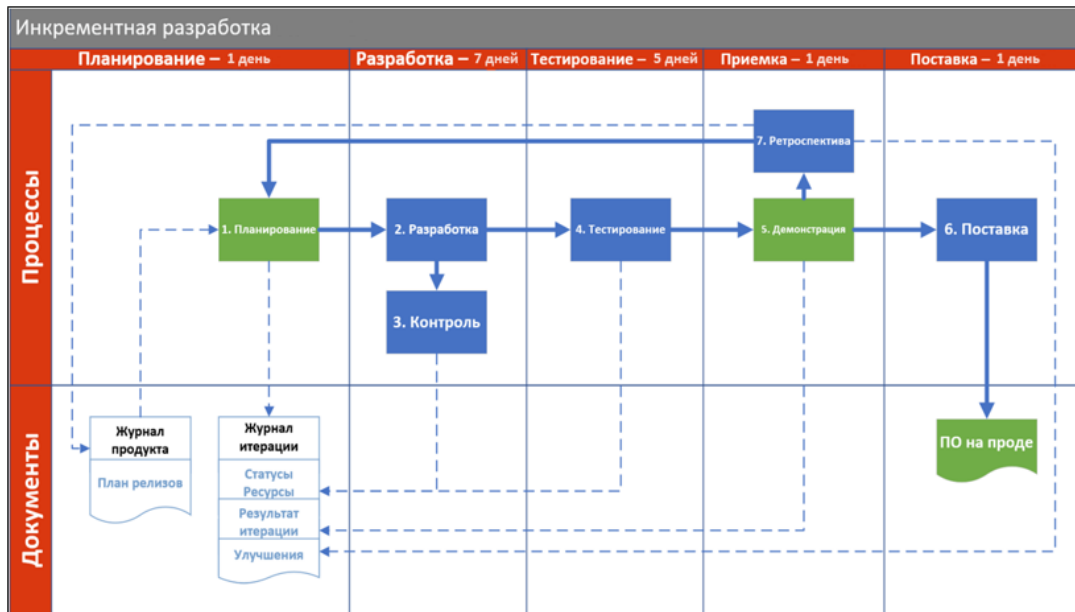 Инкрементная разработка
Планирование – 1 день
Разработка – 7 дней
Тестирование – 5 дней
Приемка – 1 день
Поставка – 1 день
Процессы
7. Ретроспектива
1. Планирование
2. Разработка
4. Тестирование
5. Демонстрация
6. Поставка
3. Контроль
Документы
Журнал
продукта
План релизов
Журнал
итерации
Статусы
Ресурсы
Результат
итерации
Улучшения
ПО на проде